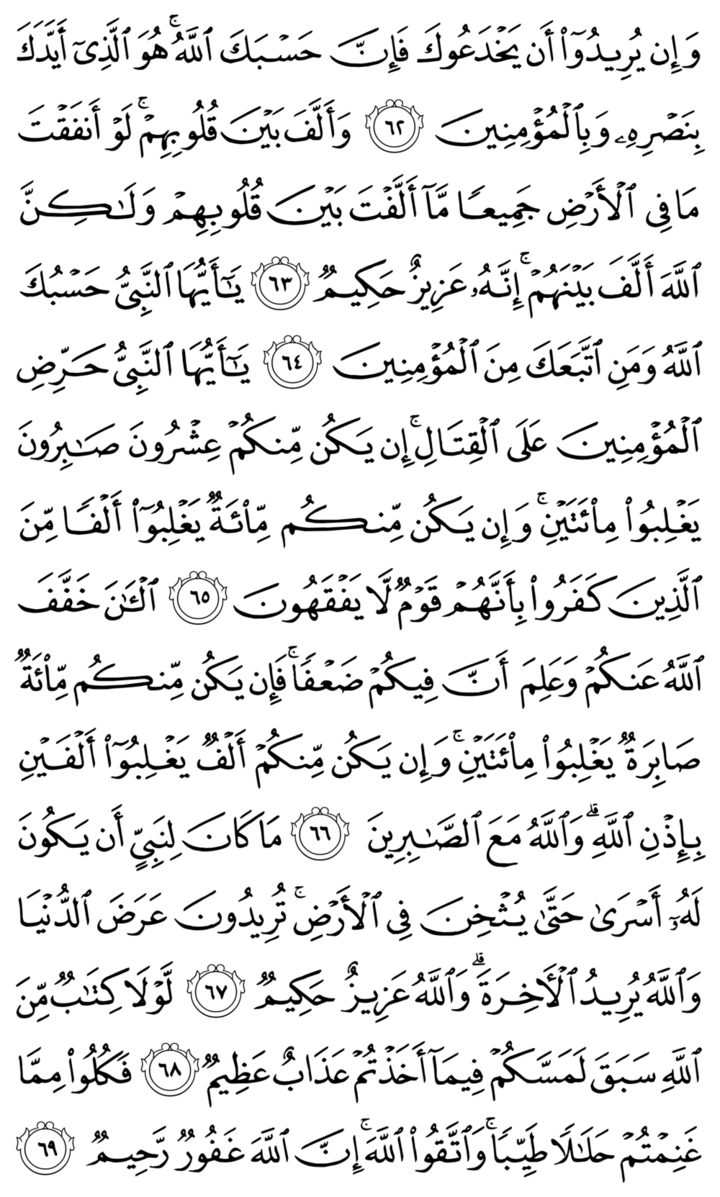 وَإِن يُرِيدُوٓا۟ أَن يَخْدَعُوكَ فَإِنَّ حَسْبَكَ ٱللَّهُ ۚ هُوَ ٱلَّذِىٓ أَيَّدَكَ
بِنَصْرِهِۦ وَبِٱلْمُؤْمِنِينَ ٦٢ وَأَلَّفَ بَيْنَ قُلُوبِهِمْ ۚ لَوْ أَنفَقْتَ
مَا فِى ٱلْأَرْضِ جَمِيعًا مَّآ أَلَّفْتَ بَيْنَ قُلُوبِهِمْ وَلَـٰكِنَّ
ٱللَّهَ أَلَّفَ بَيْنَهُمْ ۚ إِنَّهُۥ عَزِيزٌ حَكِيمٌ ٦٣ يَـٰٓأَيُّهَا ٱلنَّبِىُّ حَسْبُكَ
ٱللَّهُ وَمَنِ ٱتَّبَعَكَ مِنَ ٱلْمُؤْمِنِينَ ٦٤ يَـٰٓأَيُّهَا ٱلنَّبِىُّ حَرِّضِ
ٱلْمُؤْمِنِينَ عَلَى ٱلْقِتَالِ ۚ إِن يَكُن مِّنكُمْ عِشْرُونَ صَـٰبِرُونَ
يَغْلِبُوا۟ مِا۟ئَتَيْنِ ۚ وَإِن يَكُن مِّنكُم مِّا۟ئَةٌ يَغْلِبُوٓا۟ أَلْفًا مِّنَ
ٱلَّذِينَ كَفَرُوا۟ بِأَنَّهُمْ قَوْمٌ لَّا يَفْقَهُونَ ٦٥ ٱلْـَٔـٰنَ خَفَّفَ
ٱللَّهُ عَنكُمْ وَعَلِمَ أَنَّ فِيكُمْ ضَعْفًا ۚ فَإِن يَكُن مِّنكُم مِّا۟ئَةٌ
صَابِرَةٌ يَغْلِبُوا۟ مِا۟ئَتَيْنِ ۚ وَإِن يَكُن مِّنكُمْ أَلْفٌ يَغْلِبُوٓا۟ أَلْفَيْنِ
بِإِذْنِ ٱللَّهِ ۗ وَٱللَّهُ مَعَ ٱلصَّـٰبِرِينَ ٦٦ مَا كَانَ لِنَبِىٍّ أَن يَكُونَ
لَهُۥٓ أَسْرَىٰ حَتَّىٰ يُثْخِنَ فِى ٱلْأَرْضِ ۚ تُرِيدُونَ عَرَضَ ٱلدُّنْيَا
وَٱللَّهُ يُرِيدُ ٱلْـَٔاخِرَةَ ۗ وَٱللَّهُ عَزِيزٌ حَكِيمٌ ٦٧ لَّوْلَا كِتَـٰبٌ مِّنَ
ٱللَّهِ سَبَقَ لَمَسَّكُمْ فِيمَآ أَخَذْتُمْ عَذَابٌ عَظِيمٌ ٦٨ فَكُلُوا۟ مِمَّا
غَنِمْتُمْ حَلَـٰلًا طَيِّبًا ۚ وَٱتَّقُوا۟ ٱللَّهَ ۚ إِنَّ ٱللَّهَ غَفُورٌ رَّحِيمٌ ٦٩